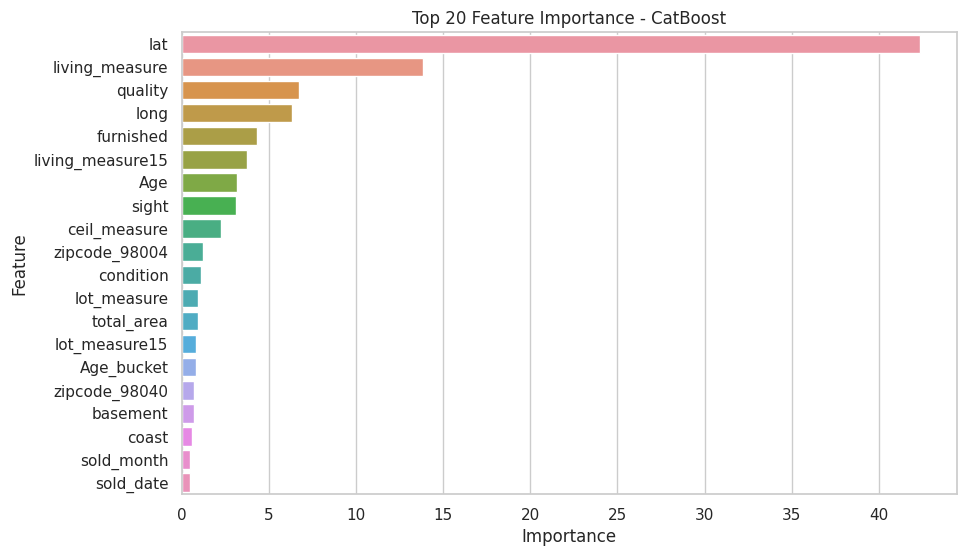 Top 20 Feature Importance - CatBoost
lat
living_measure
quality
long
furnished
living_measure15
Age
sight
ceil_measure
zipcode_98004
condition
lot_measure
total_area
lot_measure15
Age_bucket
zipcode_98040
basement
coast
sold_month
sold_date
Feature
0 5 10 15 20 25 30 35 40
Importance